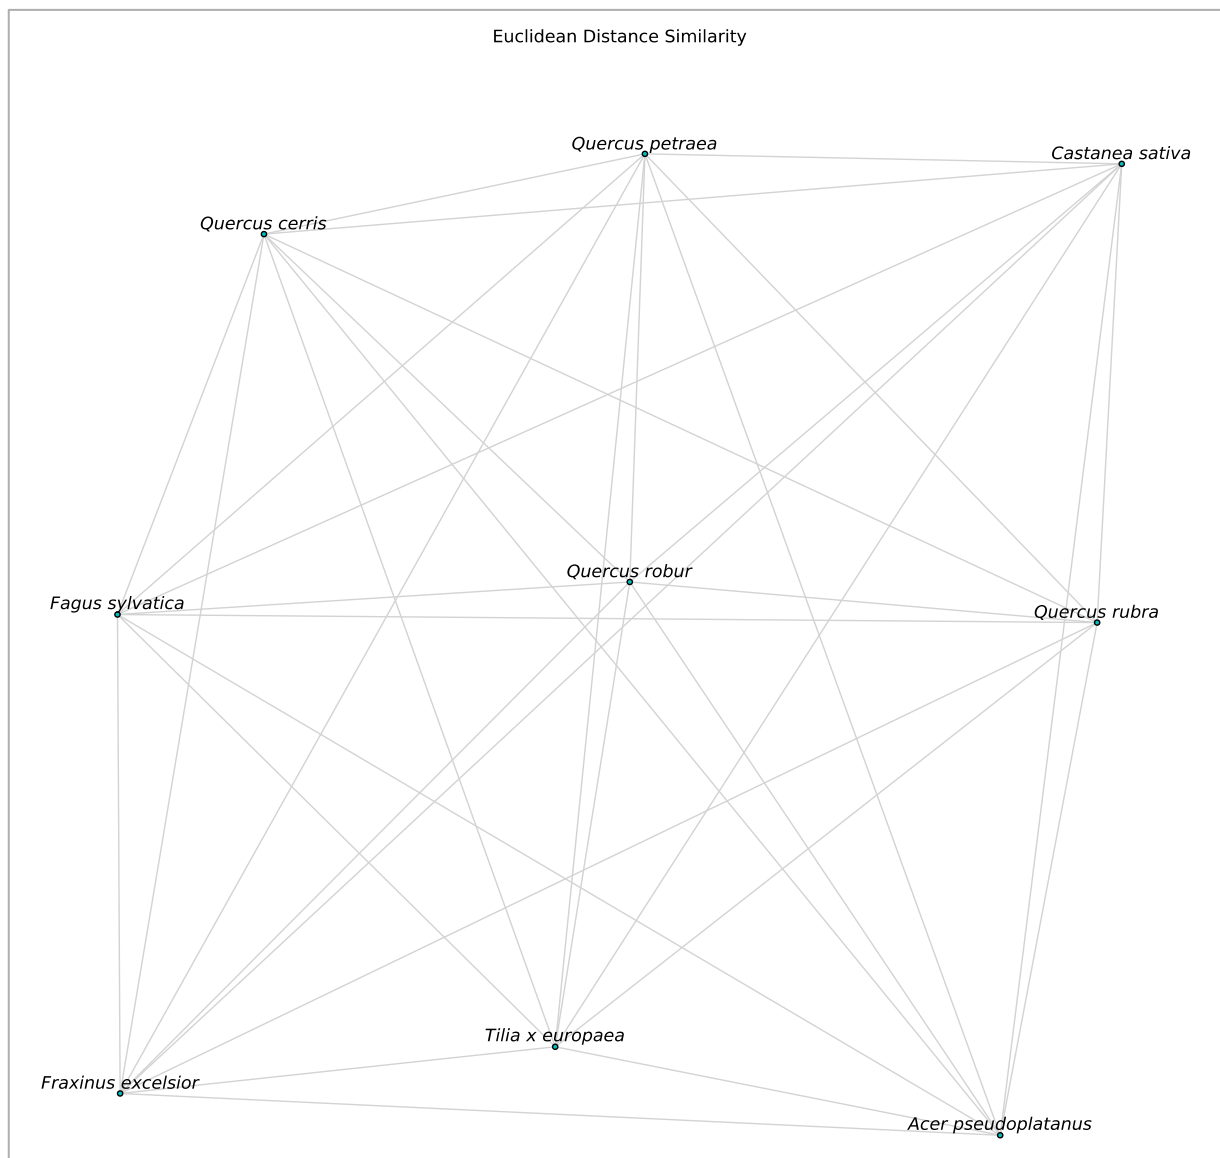 Euclidean Distance Similarity
Quercus petraea
Castanea sativa
Quercus cerris
Quercus robur
Fagus sylvatica
Quercus rubra
Tilia x europaea
Fraxinus excelsior
Acer pseudoplatanus